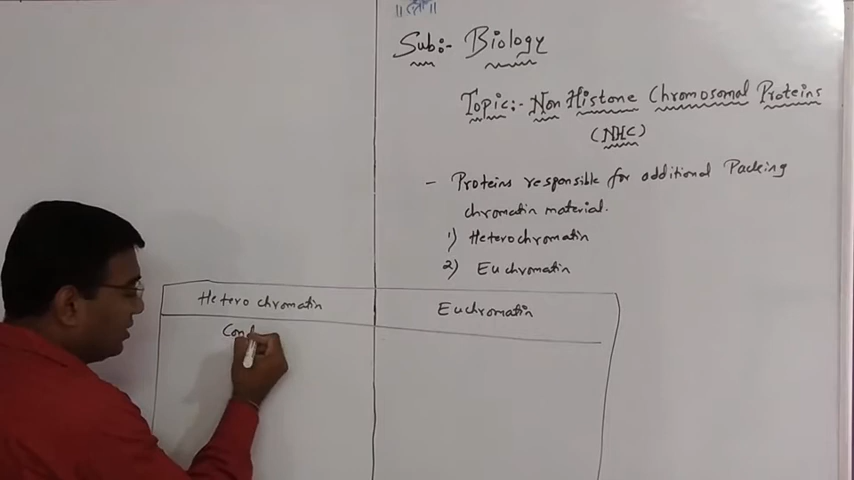 Sub:- Biology
Topic:- Non Histone Chromosomal Proteins
(NHC)
- Proteins responsible for additional Packing
chromatin material.
1) Heterochromatin
2) Euchromatin
Hetero chromatin
Euchromatin
Cond